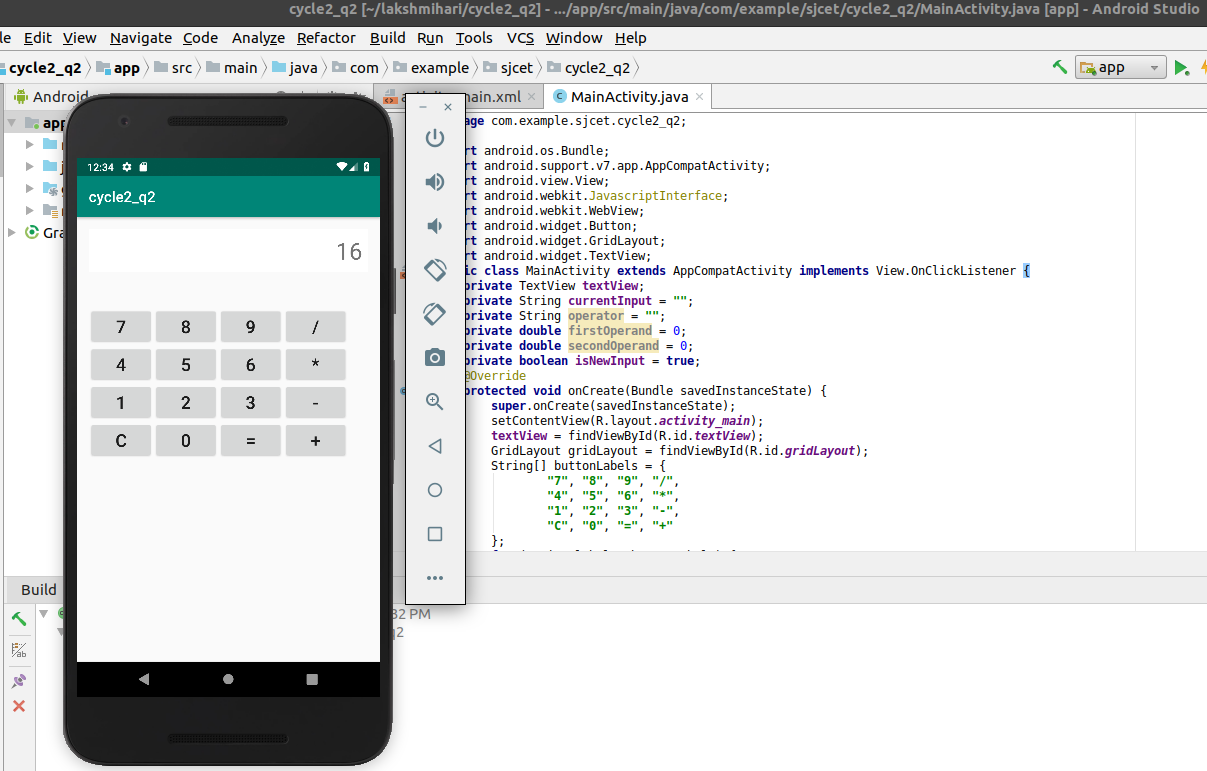 cycle2_q2 [~/lakshmihari/cycle2_q2] - .../app/src/main/java/com/example/sjcet/cycle2_q2/MainActivity.java [app] - Android Studio
le Edit View Navigate Code Analyze Refactor Build Run Tools VCS Window Help
cycle2_q2 app src main java com example sjcet cycle2_q2 app
Android main.xml MainActivity.java
app
Gra
12:34
cycle2_q2
16
7 8 9 /
4 5 6 *
1 2 3 -
C 0 = +
age com.example.sjcet.cycle2_q2;
rt android.os.Bundle;
rt android.support.v7.app.AppCompatActivity;
rt android.view.View;
rt android.webkit.JavascriptInterface;
rt android.webkit.WebView;
rt android.widget.Button;
rt android.widget.GridLayout;
rt android.widget.TextView;
ic class MainActivity extends AppCompatActivity implements View.OnClickListener {
private TextView textView;
private String currentInput = "";
private String operator = "";
private double firstOperand = 0;
private double secondOperand = 0;
private boolean isNewInput = true;
@Override
protected void onCreate(Bundle savedInstanceState) {
super.onCreate(savedInstanceState);
setContentView(R.layout.activity_main);
textView = findViewById(R.id.textView);
GridLayout gridLayout = findViewById(R.id.gridLayout);
String[] buttonLabels = {
"7", "8", "9", "/",
"4", "5", "6", "*",
"1", "2", "3", "-",
"C", "0", "=", "+"
};
Build
32 PM
q2